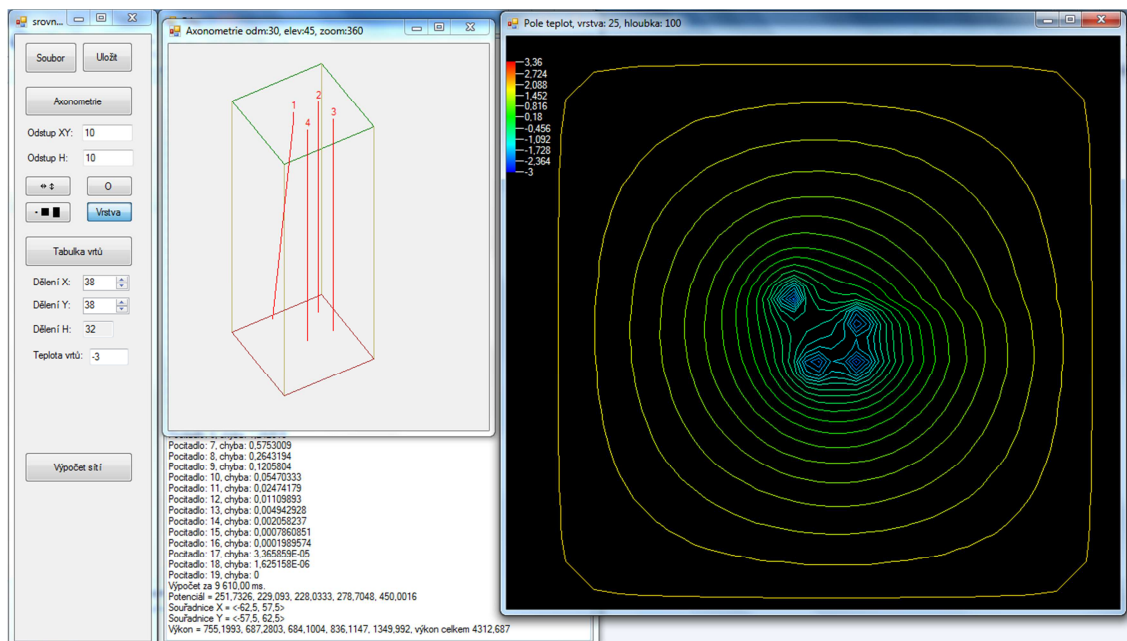 srovn...
Soubor
Uložit
Axonometrie
Odstup XY: 10
Odstup H: 10
O
Vrstva
Tabulka vrtů
Dělení X: 38
Dělení Y: 38
Dělení H: 32
Teplota vrtů: -3
Výpočet sítí
Axonometrie odm:30, elev:45, zoom:360
1
2
3
4
Pocitadlo: 7, chyba: 0,5753009
Pocitadlo: 8, chyba: 0,2643194
Pocitadlo: 9, chyba: 0,1205804
Pocitadlo: 10, chyba: 0,05470333
Pocitadlo: 11, chyba: 0,02474179
Pocitadlo: 12, chyba: 0,01109893
Pocitadlo: 13, chyba: 0,004942928
Pocitadlo: 14, chyba: 0,002058237
Pocitadlo: 15, chyba: 0,0007860851
Pocitadlo: 16, chyba: 0,0001989574
Pocitadlo: 17, chyba: 3,365859E-05
Pocitadlo: 18, chyba: 1,625158E-06
Pocitadlo: 19, chyba: 0
Výpočet za 9 610,00 ms.
Potenciál = 251,7326, 229,093, 228,0333, 278,7048, 450,0016
Souřadnice X = <-62,5, 57,5>
Souřadnice Y = <-57,5, 62,5>
Výkon = 755,1993, 687,2803, 684,1004, 836,1147, 1349,992, výkon celkem 4312,687
Pole teplot, vrstva: 25, hloubka: 100
3.36
2.724
2.088
1,452
0,816
0.18
-0,456
-1,092
-1,728
-2,364
-3